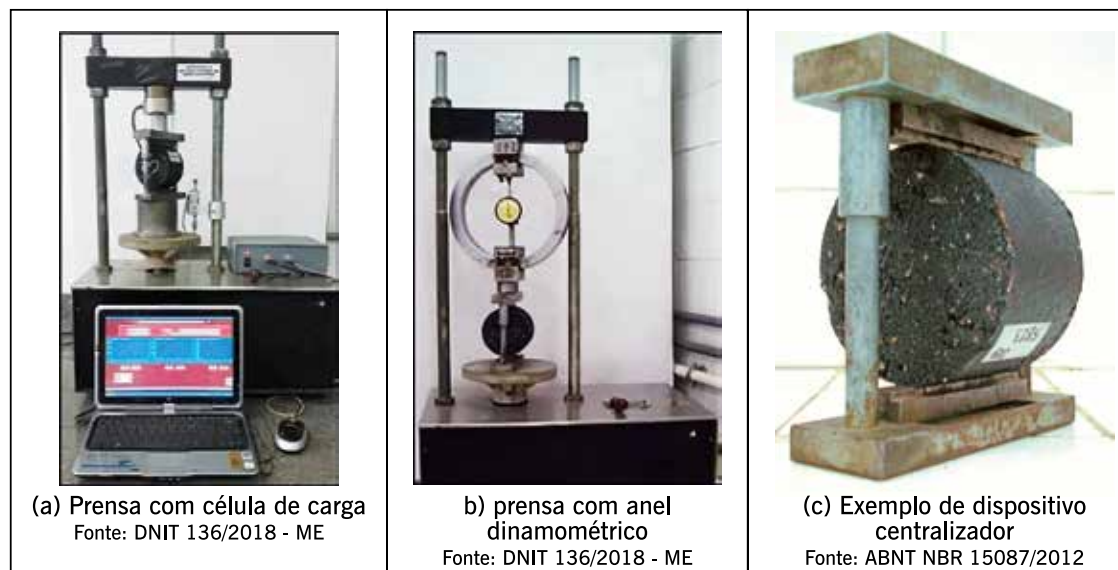 (a) Prensa com célula de carga
Fonte: DNIT 136/2018 - ME
b) prensa com anel
dinamométrico
Fonte: DNIT 136/2018 - ME
(c) Exemplo de dispositivo
centralizador
Fonte: ABNT NBR 15087/2012